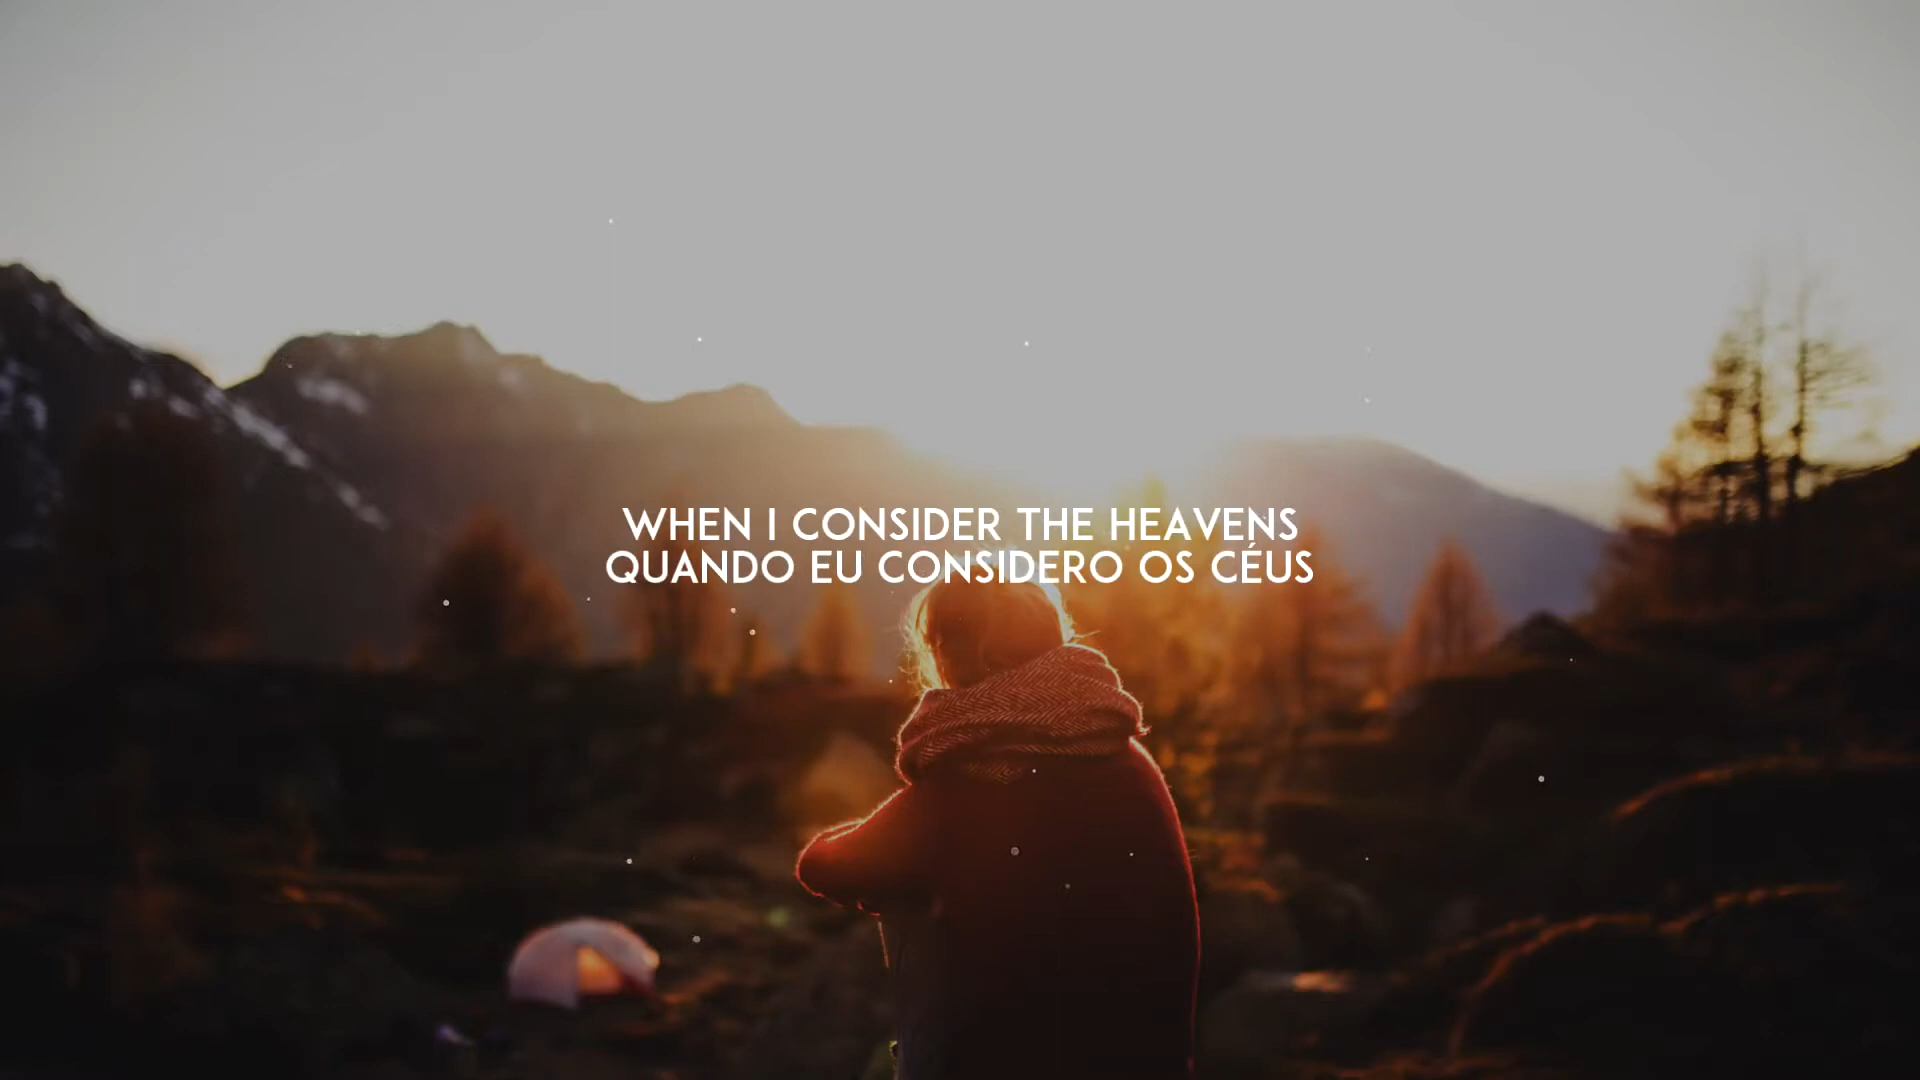 WHEN I CONSIDER THE HEAVENS
QUANDO EU CONSIDERO OS CÉUS